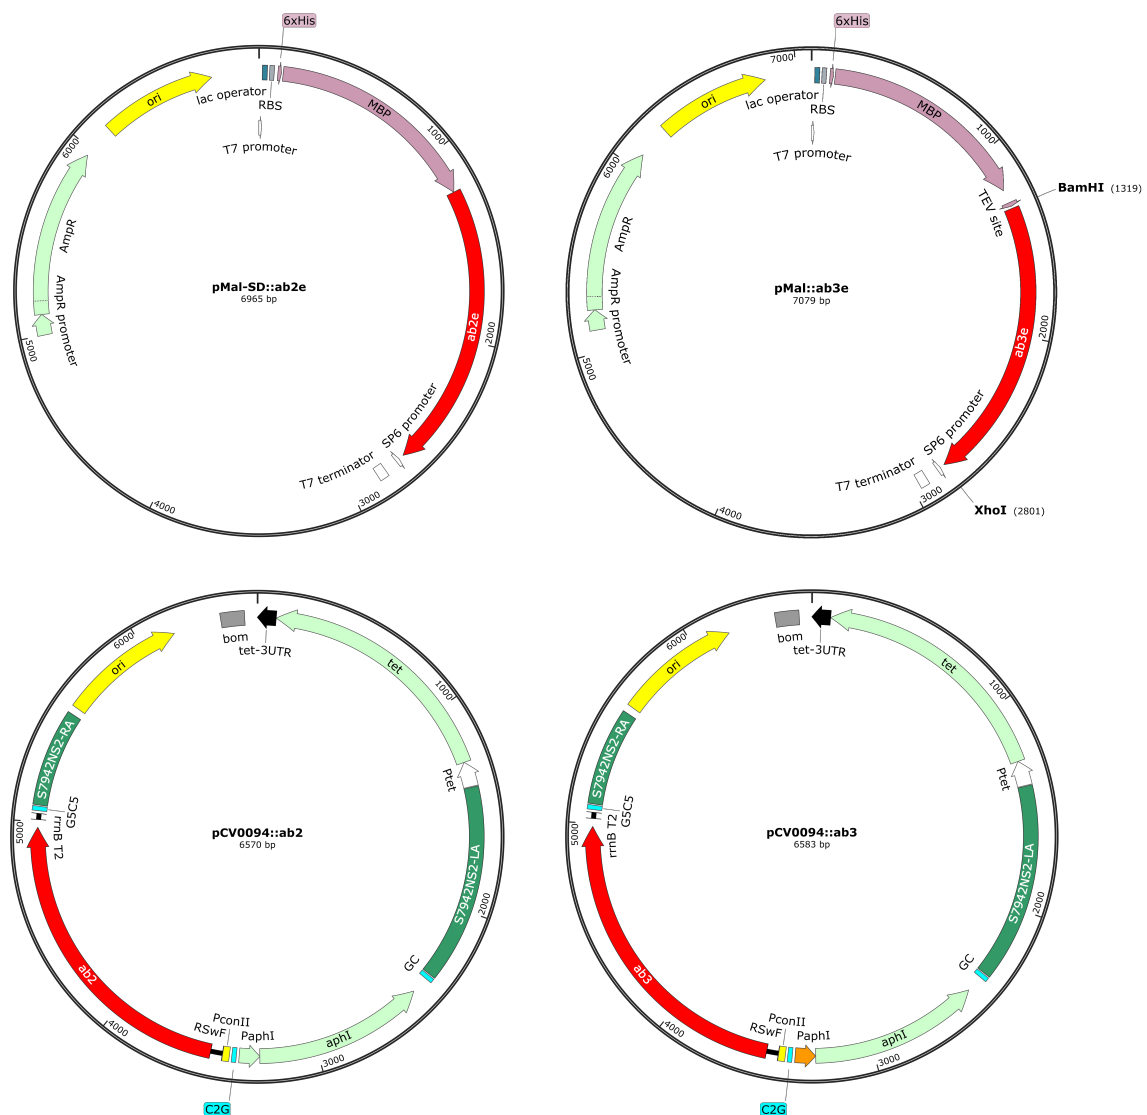 6xHis
lac operator
RBS
T7 promoter
MBP
1000
ori
6000
AmpR
AmpR promoter
5000
pMal-SD::ab2e
6965 bp
ab2e
2000
SP6 promoter
T7 terminator
3000
4000
6xHis
7000
lac operator
RBS
T7 promoter
MBP
1000
TEV site
BamHI (1319)
ori
6000
AmpR
AmpR promoter
5000
pMal::ab3e
7079 bp
ab3e
2000
SP6 promoter
T7 terminator
3000
XhoI (2801)
4000
bom
tet-3UTR
tet
1000
6000
ori
S7942NS2-RA
G5C5
rrnB T2
5000
Ptet
pCV0094::ab2
6570 bp
S7942NS2-LA
2000
GC
ab2
4000
RSwF
PconII
PaphI
aphI
3000
C2G
bom
tet-3UTR
tet
1000
6000
ori
S7942NS2-RA
G5C5
rrnB T2
5000
Ptet
pCV0094::ab3
6583 bp
S7942NS2-LA
2000
GC
ab3
4000
RSwF
PconII
PaphI
aphI
3000
C2G